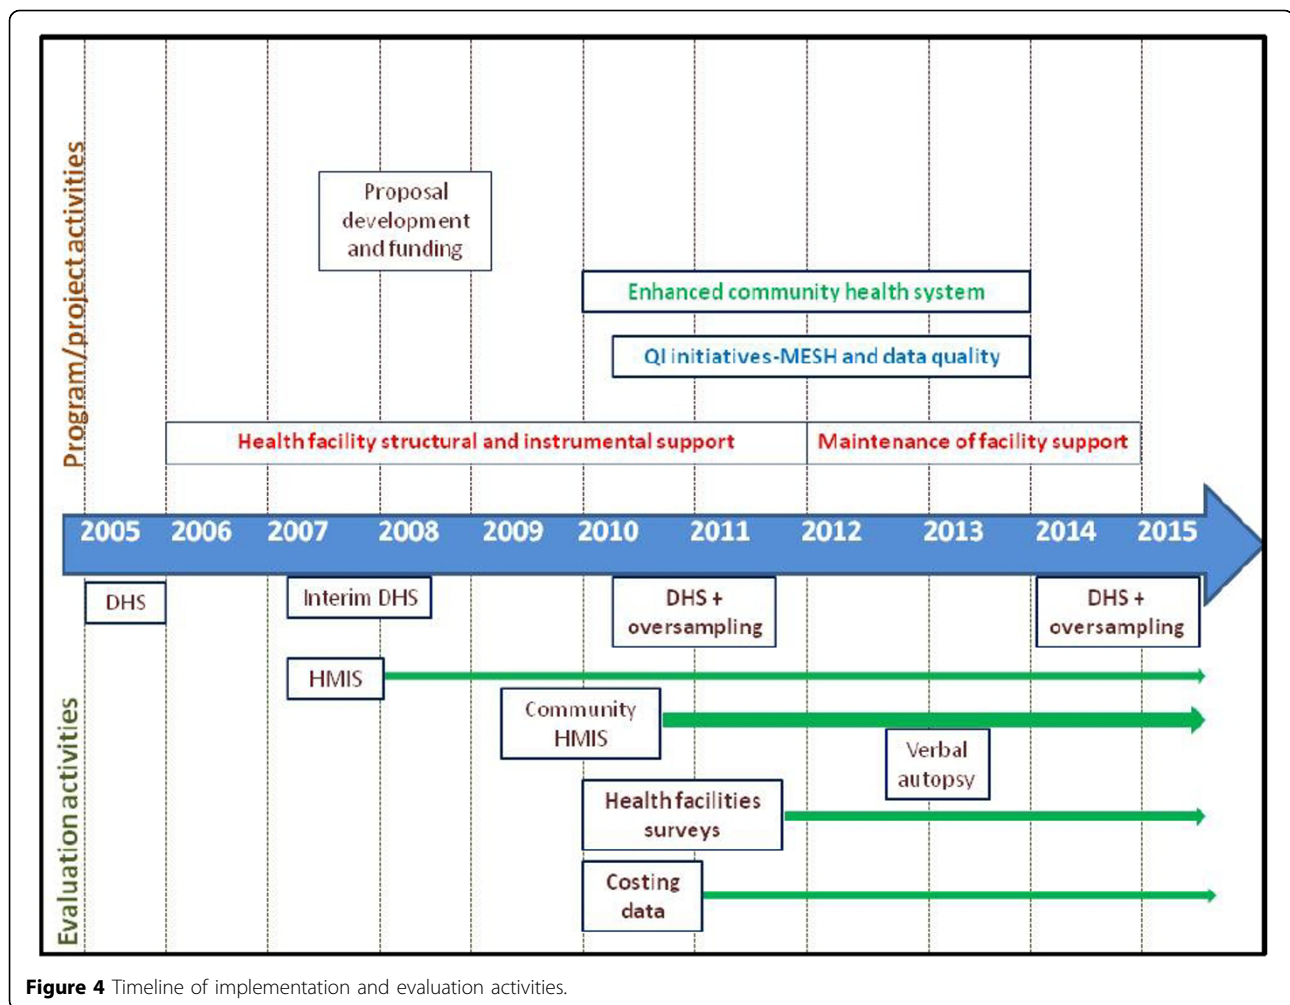 Program/project activities
Proposal
development
and funding
Enhanced community health system
QI initiatives-MESH and data quality
Health facility structural and instrumental support
Maintenance of facility support
2005 2006 2007 2008 2009 2010 2011 2012 2013 2014 2015
Evaluation activities
DHS
Interim DHS
DHS +
oversampling
DHS +
oversampling
HMIS
Community
HMIS
Verbal
autopsy
Health facilities
surveys
Costing
data
Figure 4 Timeline of implementation and evaluation activities.